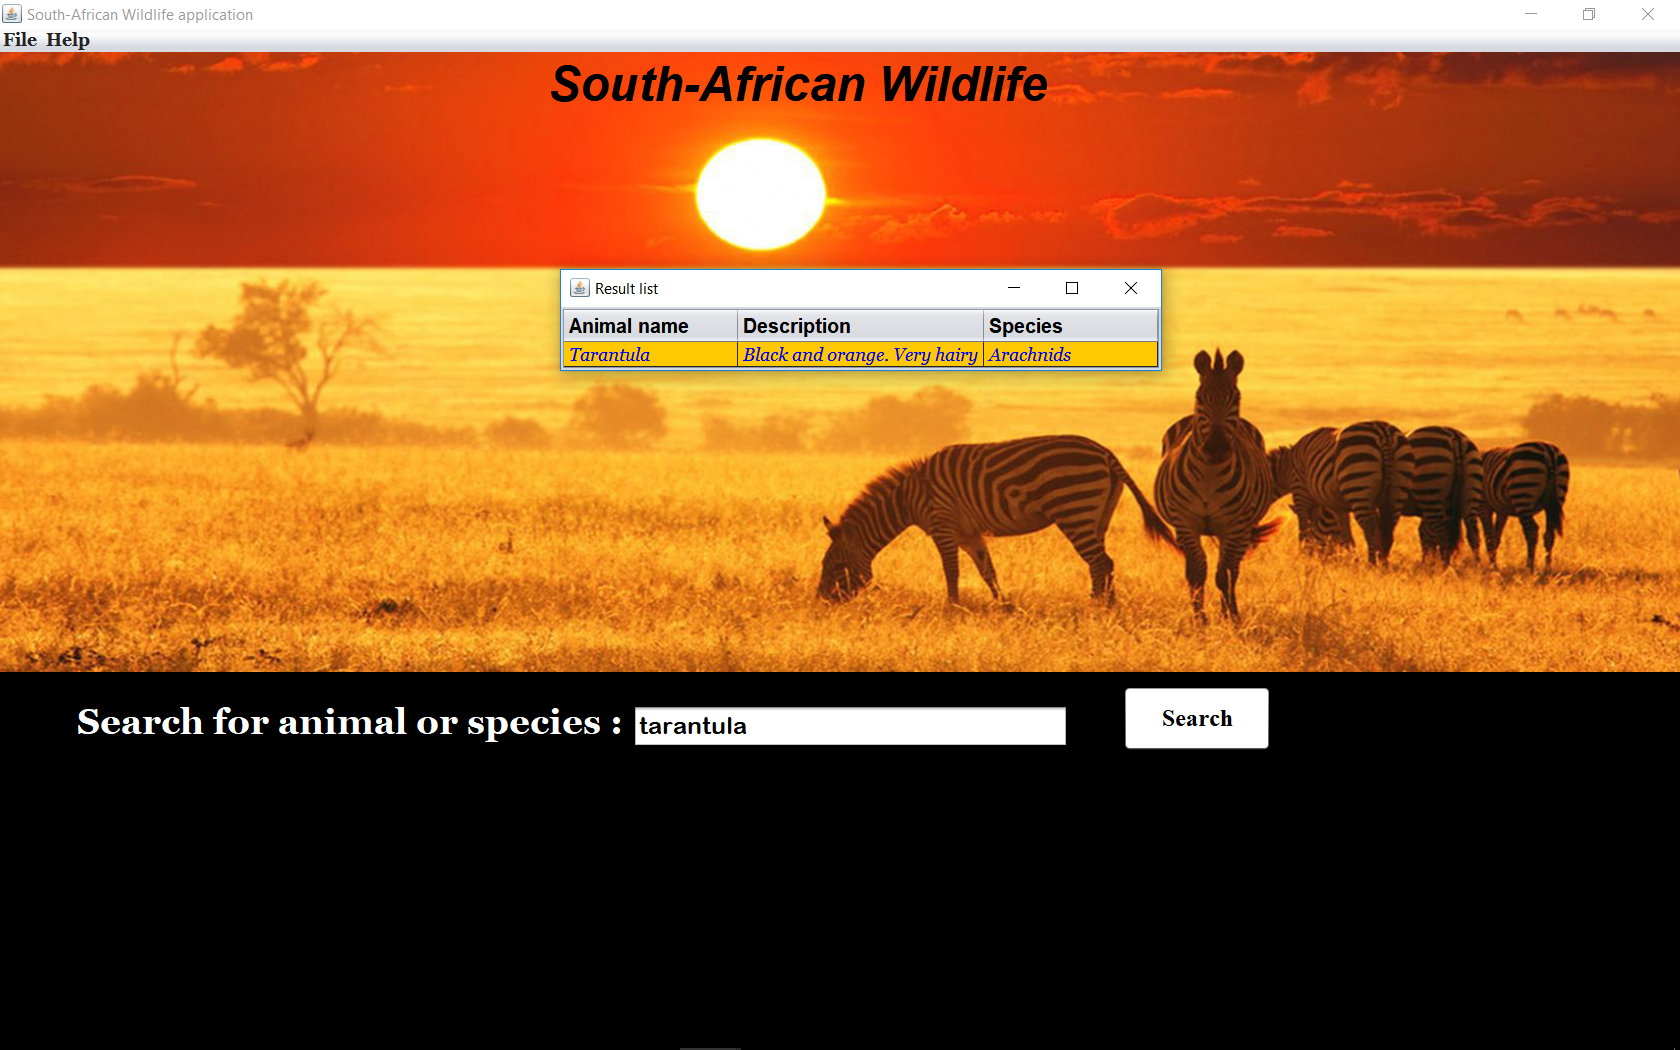 South-African Wildlife application
File Help
South-African Wildlife
Result list
Animal name Description Species
Tarantula Black and orange. Very hairy Arachnids
Search for animal or species : tarantula Search